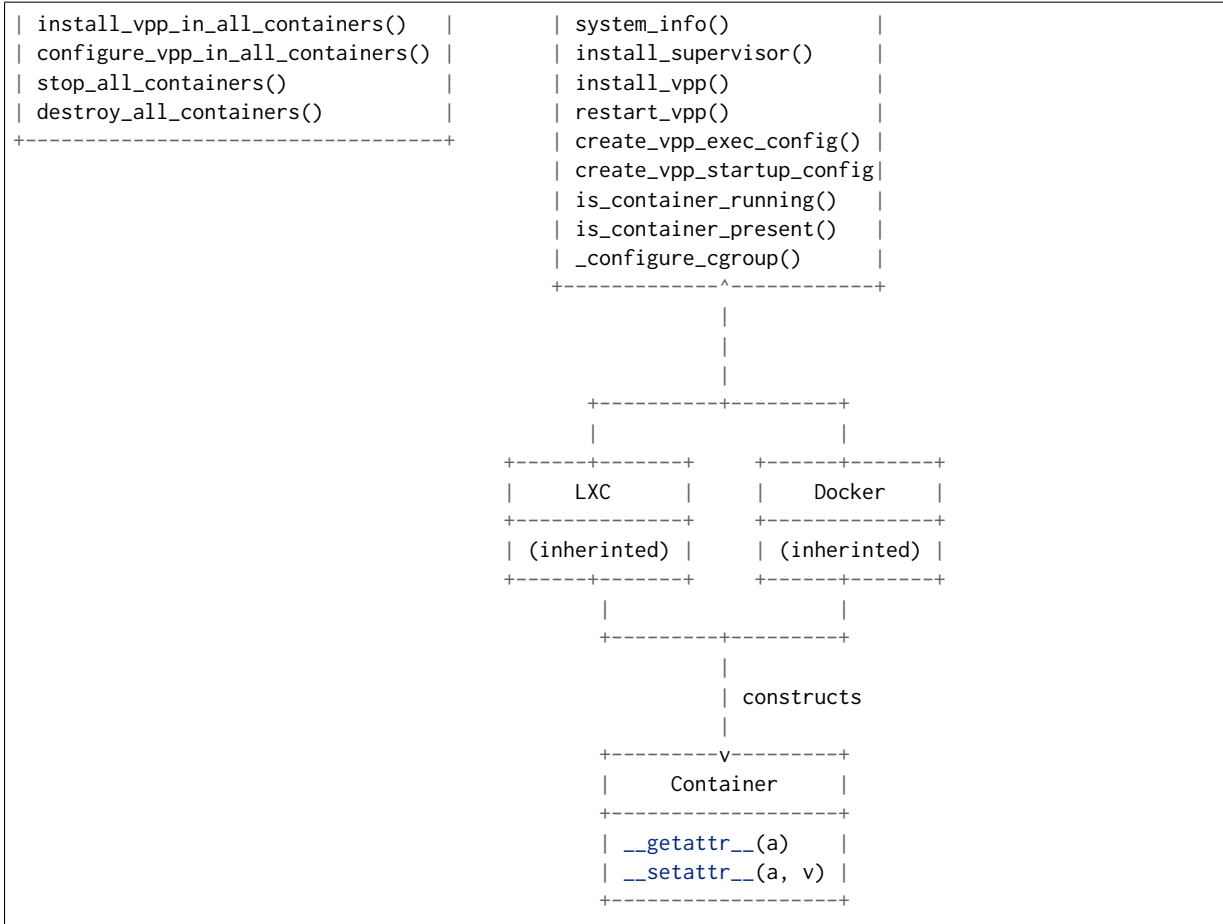 | install_vpp_in_all_containers()   |        | system_info()            |
| configure_vpp_in_all_containers() |        | install_supervisor()     |
| stop_all_containers()             |        | install_vpp()            |
| destroy_all_containers()          |        | restart_vpp()            |
+-----------------------------------+        | create_vpp_exec_config() |
                                             | create_vpp_startup_config|
                                             | is_container_running()   |
                                             | is_container_present()   |
                                             | _configure_cgroup()      |
                                             +-------------^------------+
                                                           |
                                                           |
                                                           |
                                                +----------+---------+
                                                |                    |
                                         +------+-------+     +------+-------+
                                         |     LXC      |     |    Docker    |
                                         +--------------+     +--------------+
                                         | (inherinted) |     | (inherinted) |
                                         +------+-------+     +------+-------+
                                                 |                   |
                                                 +---------+---------+
                                                           |
                                                           | constructs
                                                           |
                                                 +---------v---------+
                                                 |     Container     |
                                                 +-------------------+
                                                 | __getattr__(a)    |
                                                 | __setattr__(a, v) |
                                                 +-------------------+